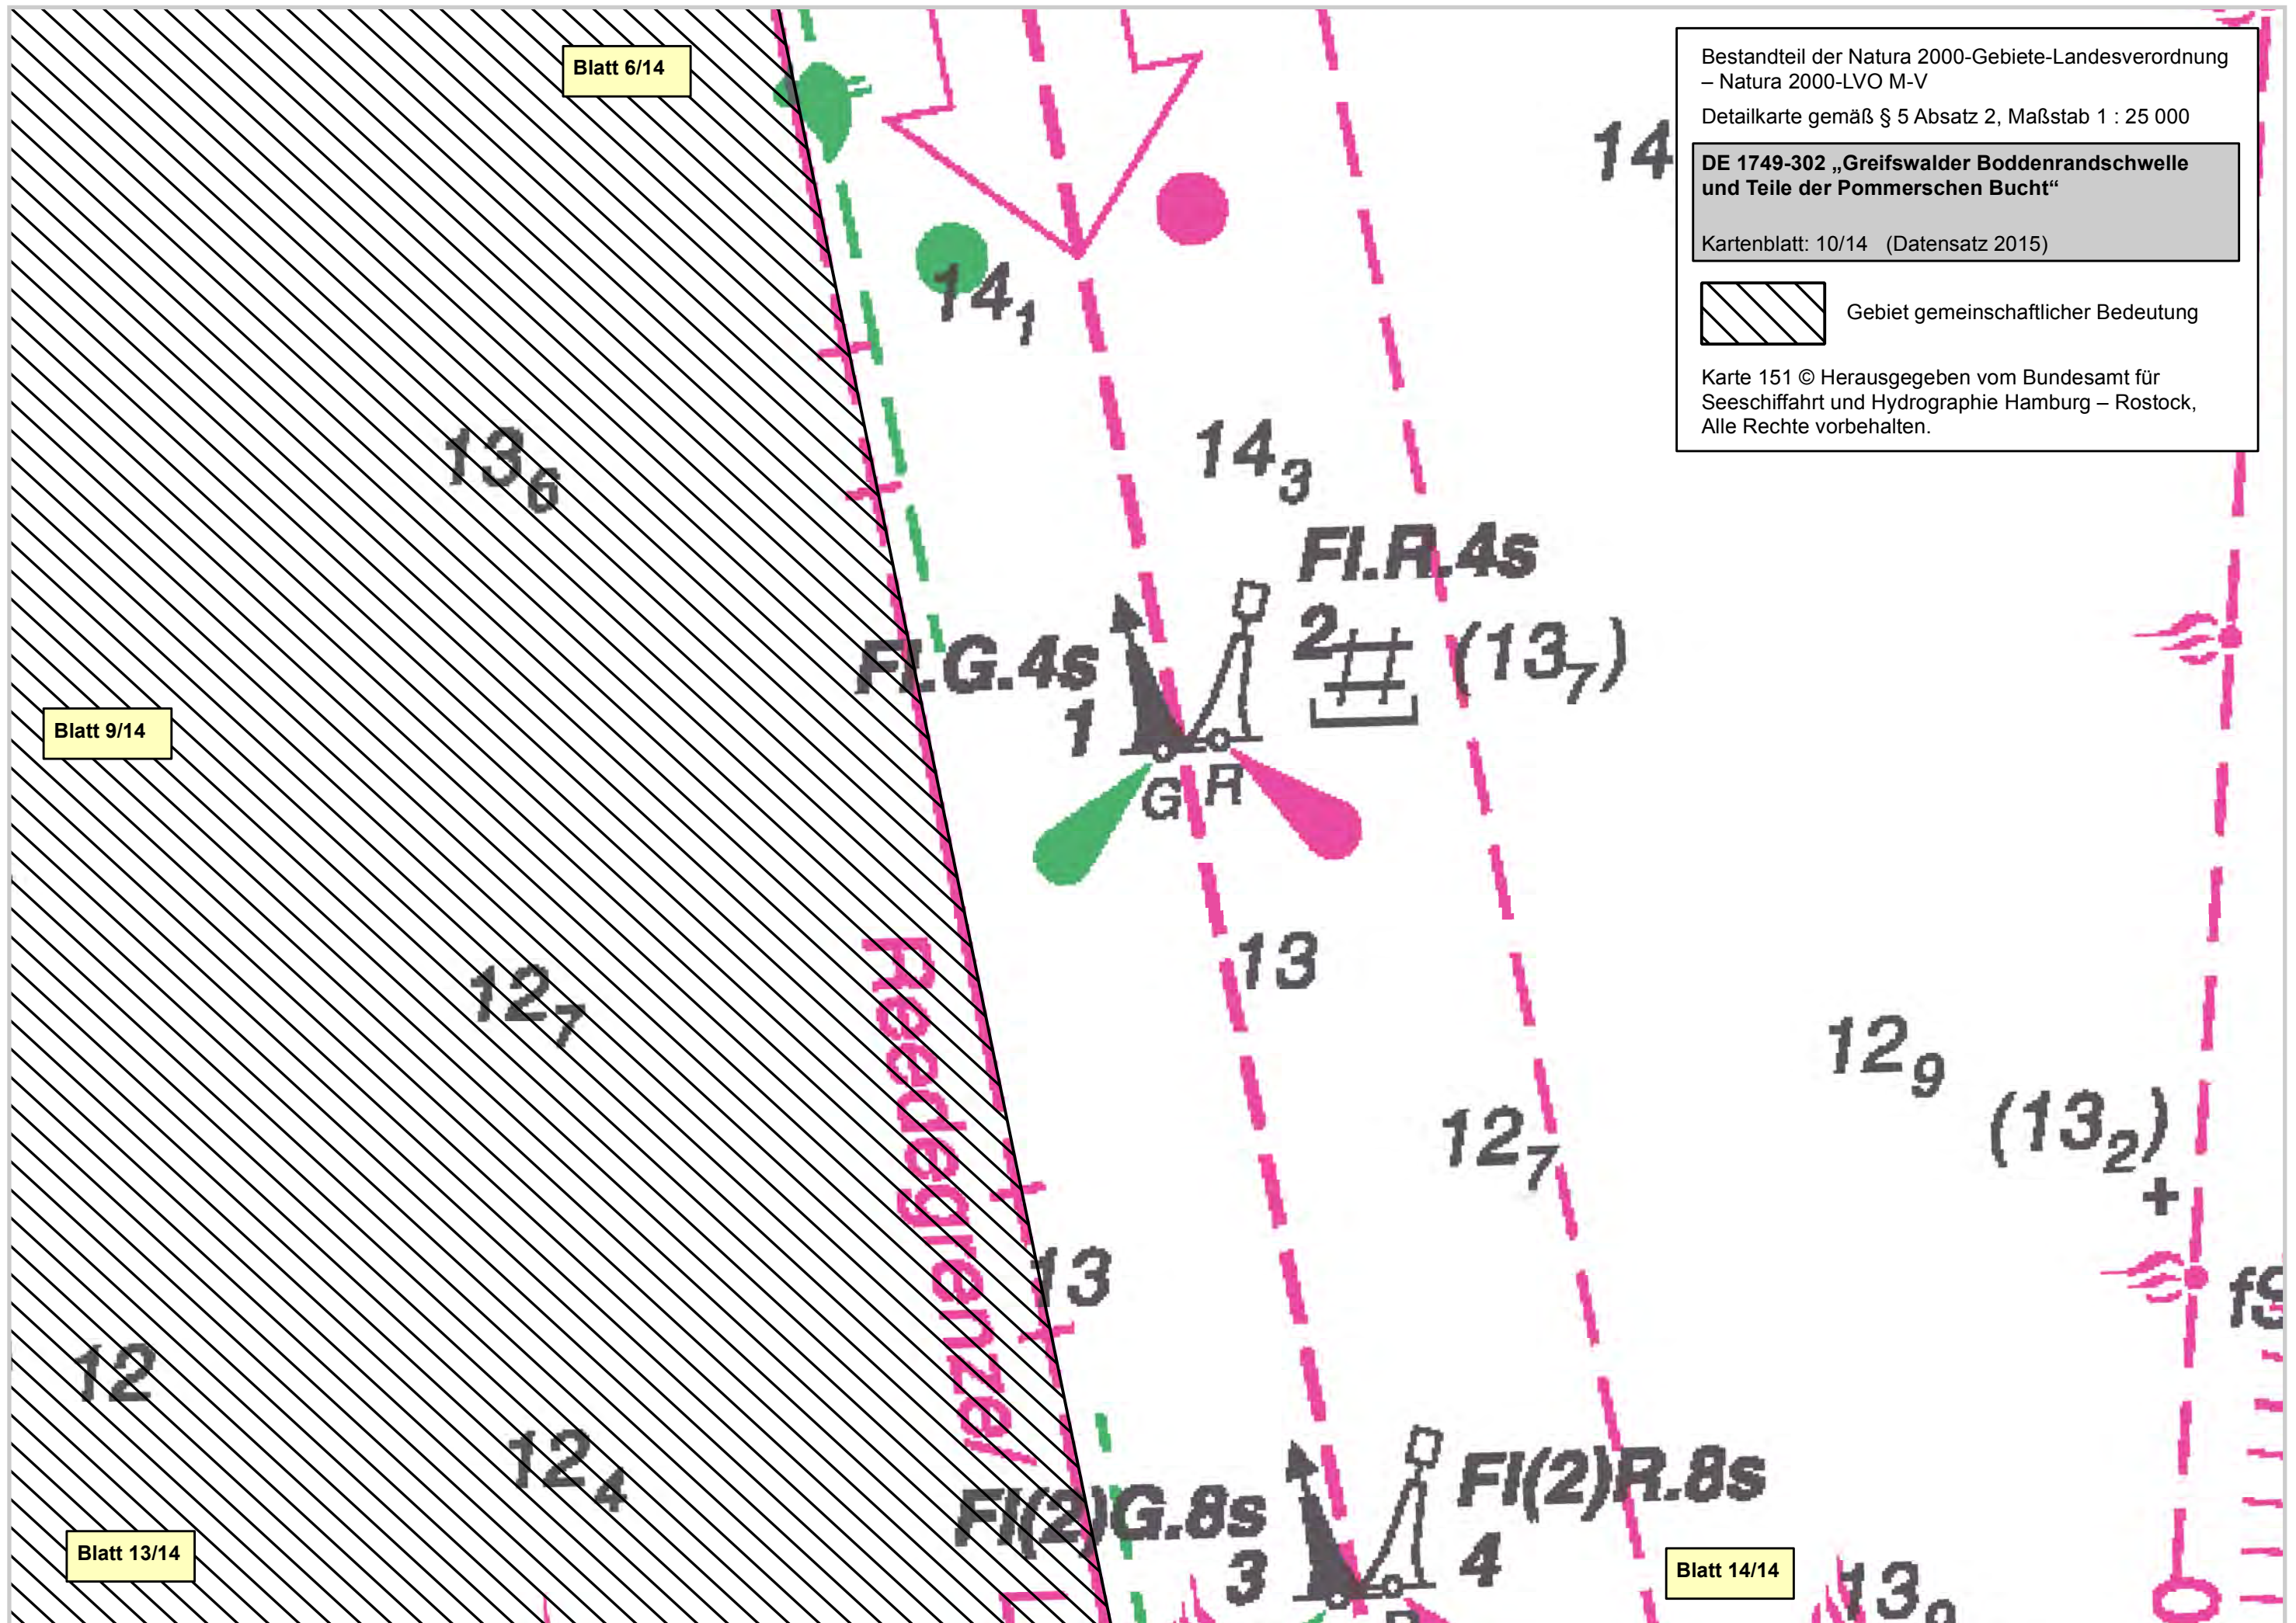 Blatt 6/14
Bestandteil der Natura 2000-Gebiete-Landesverordnung
– Natura 2000-LVO M-V
Detailkarte gemäß § 5 Absatz 2, Maßstab 1 : 25 000
DE 1749-302 „Greifswalder Boddenrandschwelle
und Teile der Pommerschen Bucht“
Kartenblatt: 10/14 (Datensatz 2015)
Gebiet gemeinschaftlicher Bedeutung
Karte 151 © Herausgegeben vom Bundesamt für
Seeschiffahrt und Hydrographie Hamburg – Rostock,
Alle Rechte vorbehalten.
14
14₁
13₆
14₃
Fl.R.4s
2
(13₇)
Fl.G.4s
1
G R
Blatt 9/14
13
12₇
12₉
12₇
(13₂)
Reedegrenze/
13
fS
12
12₄
Fl(2)G.8s
3
Fl(2)R.8s
4
Blatt 13/14
Blatt 14/14